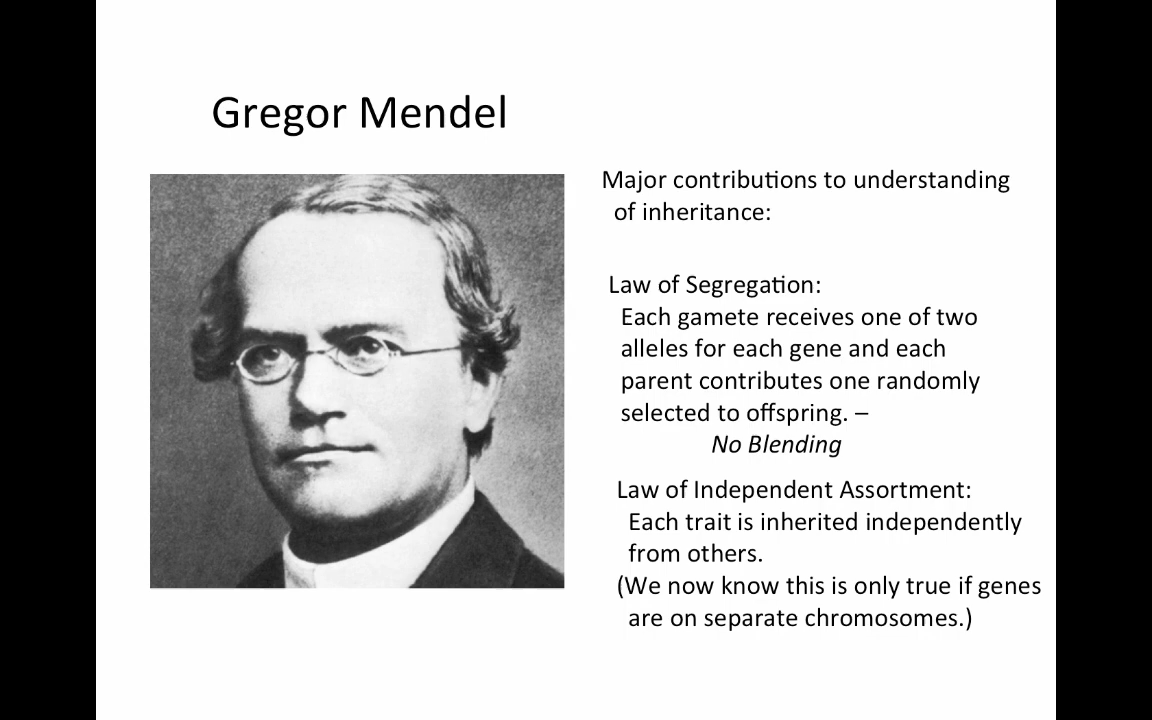 Gregor Mendel
Major contributions to understanding
of inheritance:
Law of Segregation:
Each gamete receives one of two
alleles for each gene and each
parent contributes one randomly
selected to offspring. –
No Blending
Law of Independent Assortment:
Each trait is inherited independently
from others.
(We now know this is only true if genes
are on separate chromosomes.)